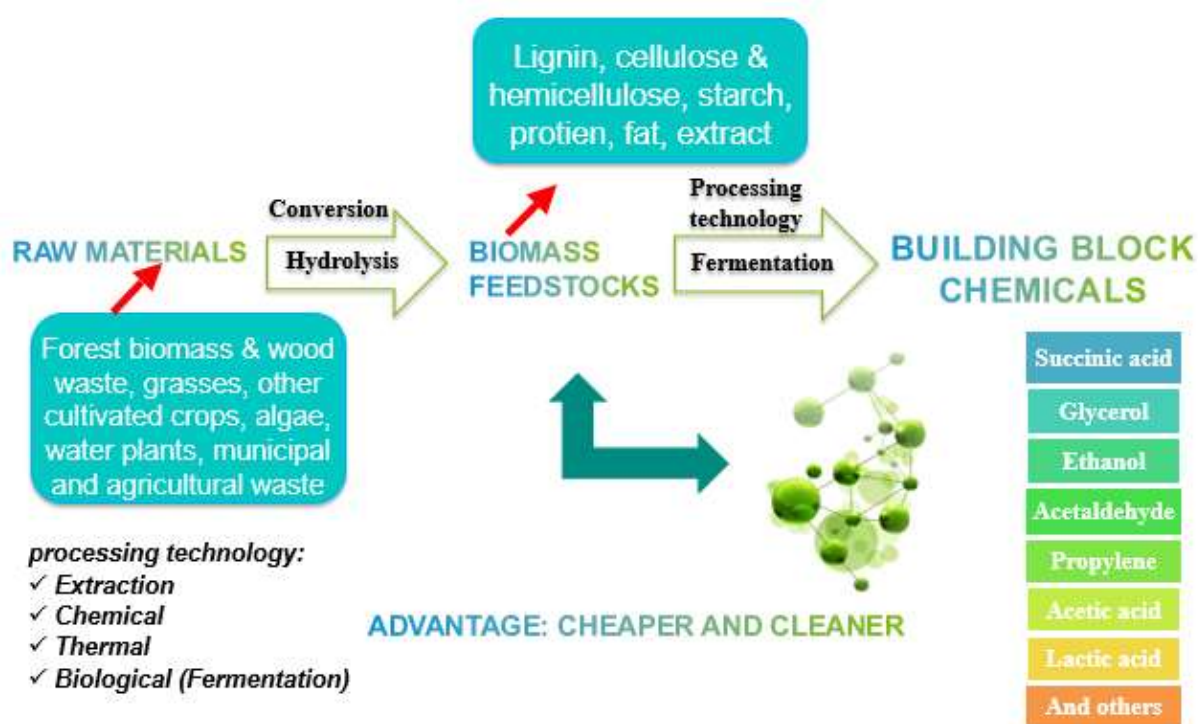 Lignin, cellulose &
hemicellulose, starch,
protien, fat, extract
RAW MATERIALS
Conversion
Hydrolysis
BIOMASS
FEEDSTOCKS
Processing
technology
Fermentation
BUILDING BLOCK
CHEMICALS
Forest biomass & wood
waste, grasses, other
cultivated crops, algae,
water plants, municipal
and agricultural waste
processing technology:
✓ Extraction
✓ Chemical
✓ Thermal
✓ Biological (Fermentation)
ADVANTAGE: CHEAPER AND CLEANER
Succinic acid
Glycerol
Ethanol
Acetaldehyde
Propylene
Acetic acid
Lactic acid
And others